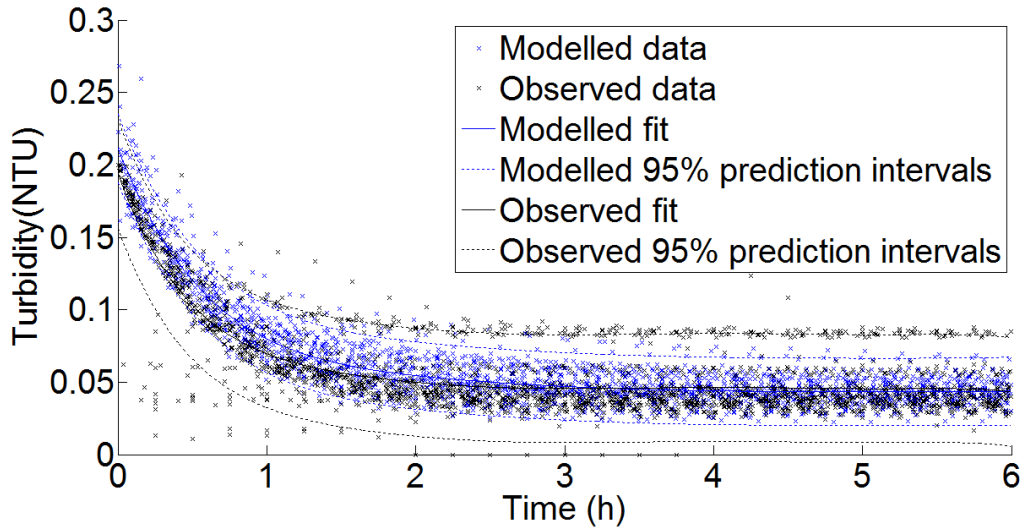 0.3
0.25
0.2
0.15
0.1
0.05
0
Turbidity(NTU)
Modelled data
Observed data
Modelled fit
Modelled 95% prediction intervals
Observed fit
Observed 95% prediction intervals
0 1 2 3 4 5 6
Time (h)